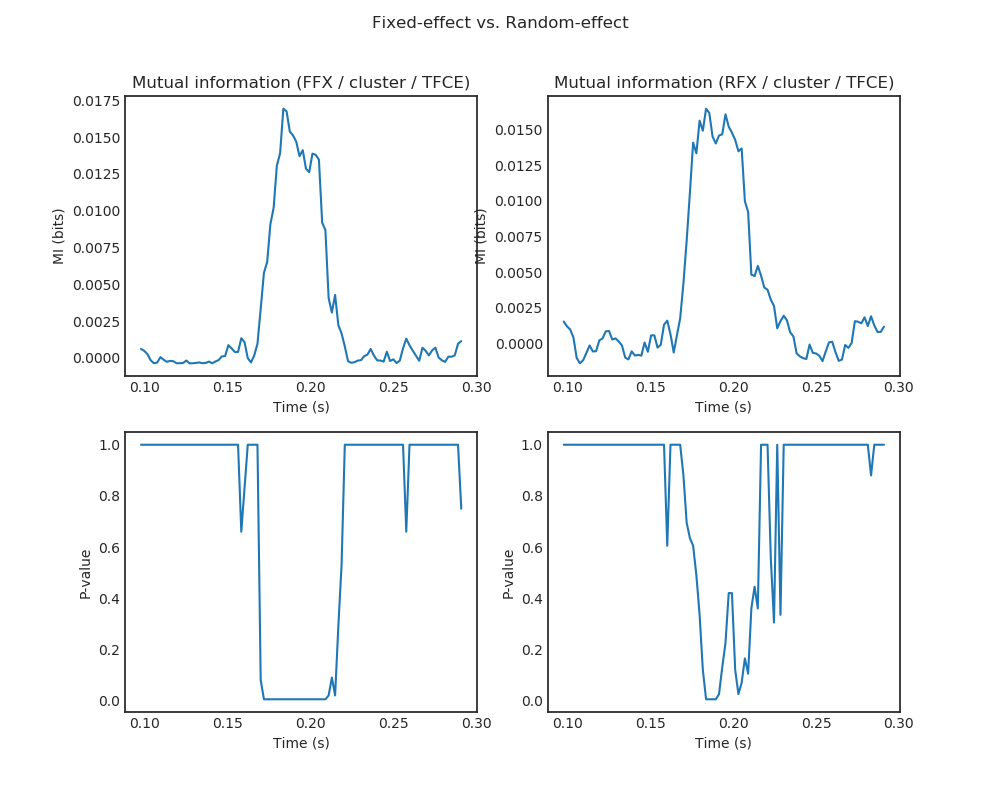 Fixed-effect vs. Random-effect
Mutual information (FFX / cluster / TFCE)
0.0175
0.0150
0.0125
0.0100
0.0075
0.0050
0.0025
0.0000
MI (bits)
0.10 0.15 0.20 0.25 0.30
Time (s)
Mutual information (RFX / cluster / TFCE)
0.0150
0.0125
0.0100
0.0075
0.0050
0.0025
0.0000
MI (bits)
0.10 0.15 0.20 0.25 0.30
Time (s)
1.0
0.8
0.6
0.4
0.2
0.0
P-value
0.10 0.15 0.20 0.25 0.30
Time (s)
1.0
0.8
0.6
0.4
0.2
0.0
P-value
0.10 0.15 0.20 0.25 0.30
Time (s)